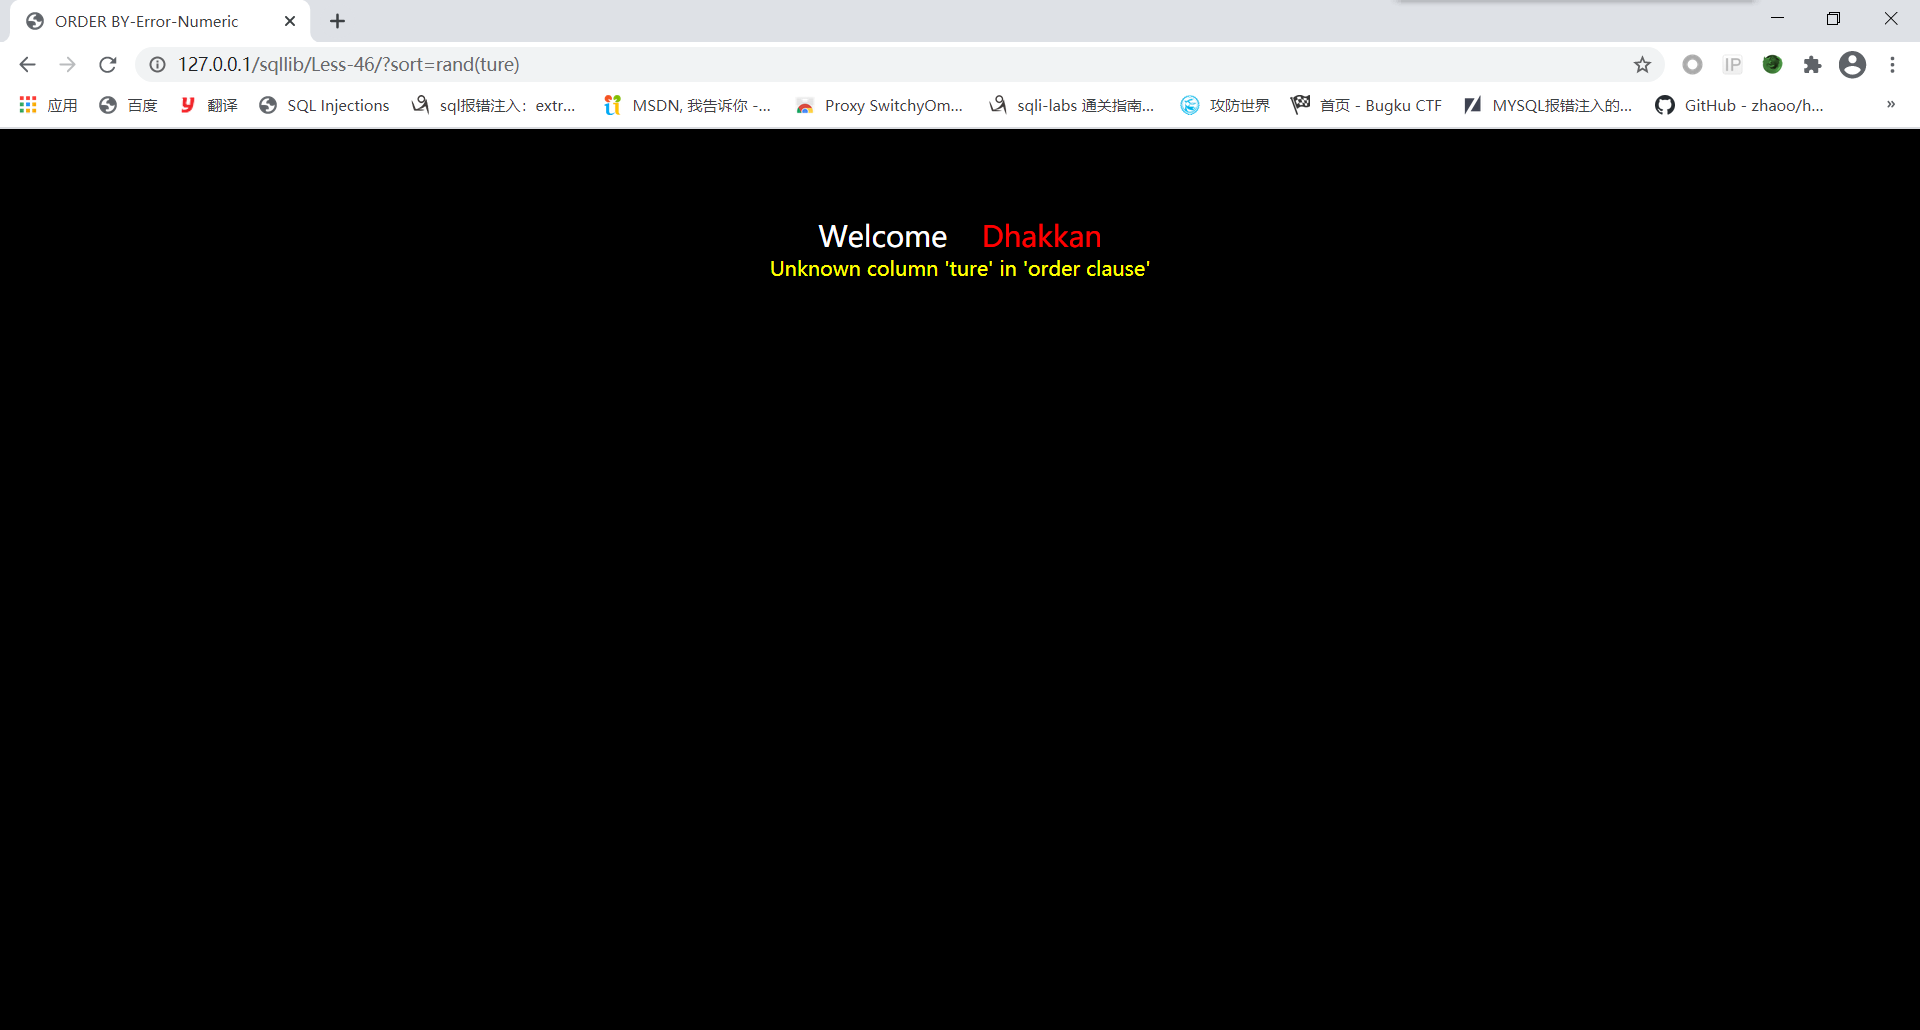 ORDER BY-Error-Numeric
127.0.0.1/sqllib/Less-46/?sort=rand(ture)
IP
应用 百度 翻译 SQL Injections sql报错注入：extr... MSDN, 我告诉你 -... Proxy SwitchyOm... sqli-labs 通关指南... 攻防世界 首页 - Bugku CTF MYSQL报错注入的... GitHub - zhaoo/h... »
Welcome Dhakkan
Unknown column 'ture' in 'order clause'